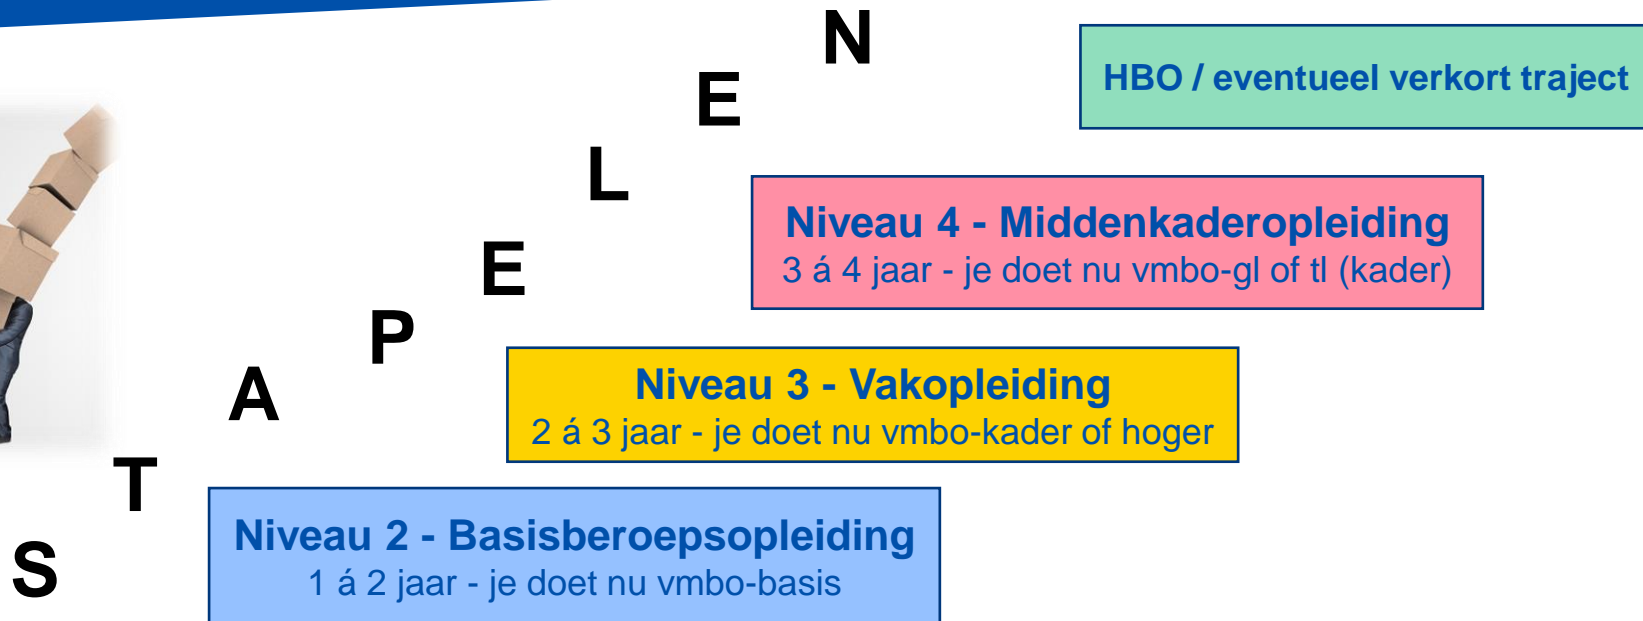 STAPELEN
HBO / eventueel verkort traject
Niveau 4 - Middenkaderopleiding
3 á 4 jaar - je doet nu vmbo-gl of tl (kader)
Niveau 3 - Vakopleiding
2 á 3 jaar - je doet nu vmbo-kader of hoger
Niveau 2 - Basisberoepsopleiding
1 á 2 jaar - je doet nu vmbo-basis